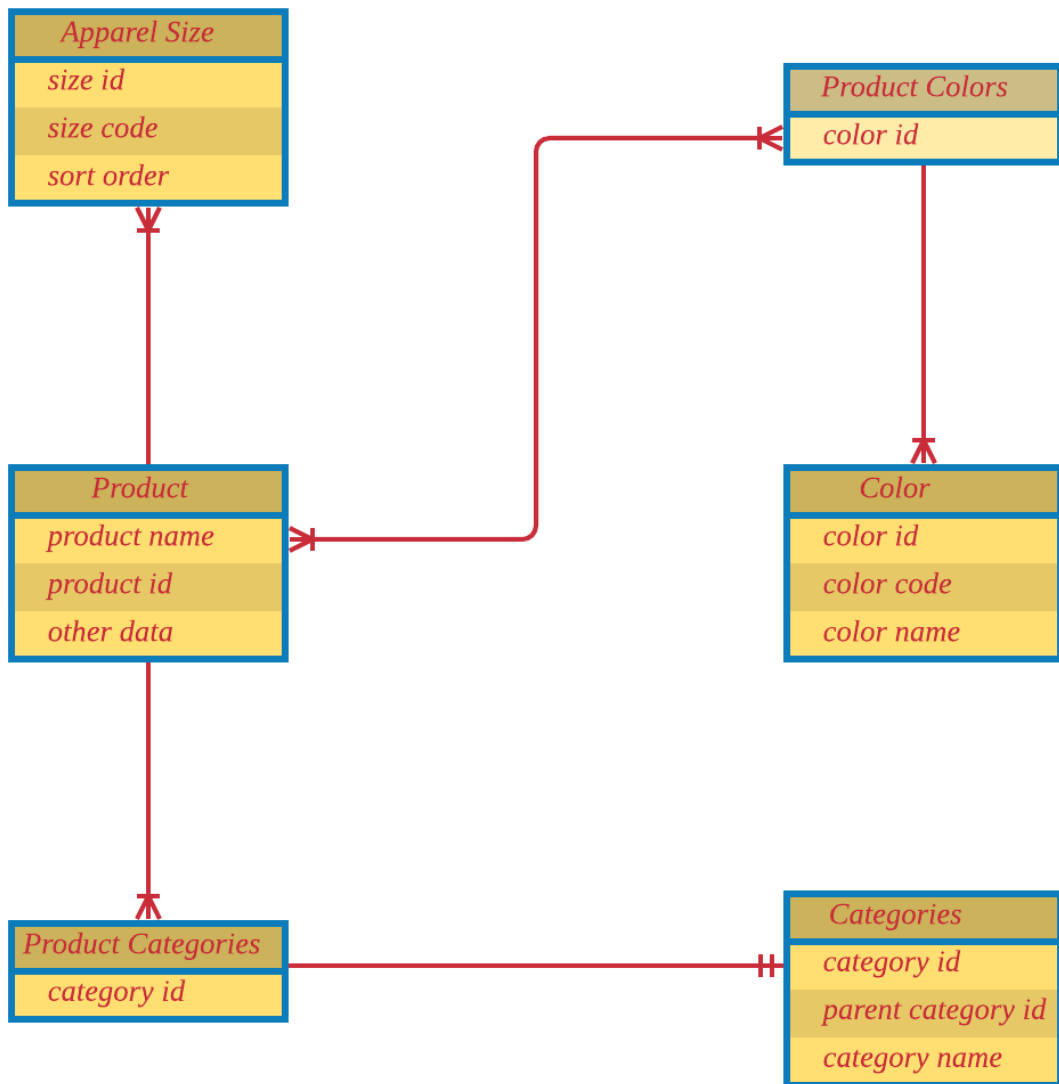 Apparel Size
size id
size code
sort order
Product Colors
color id
Product
product name
product id
other data
Color
color id
color code
color name
Product Categories
category id
Categories
category id
parent category id
category name